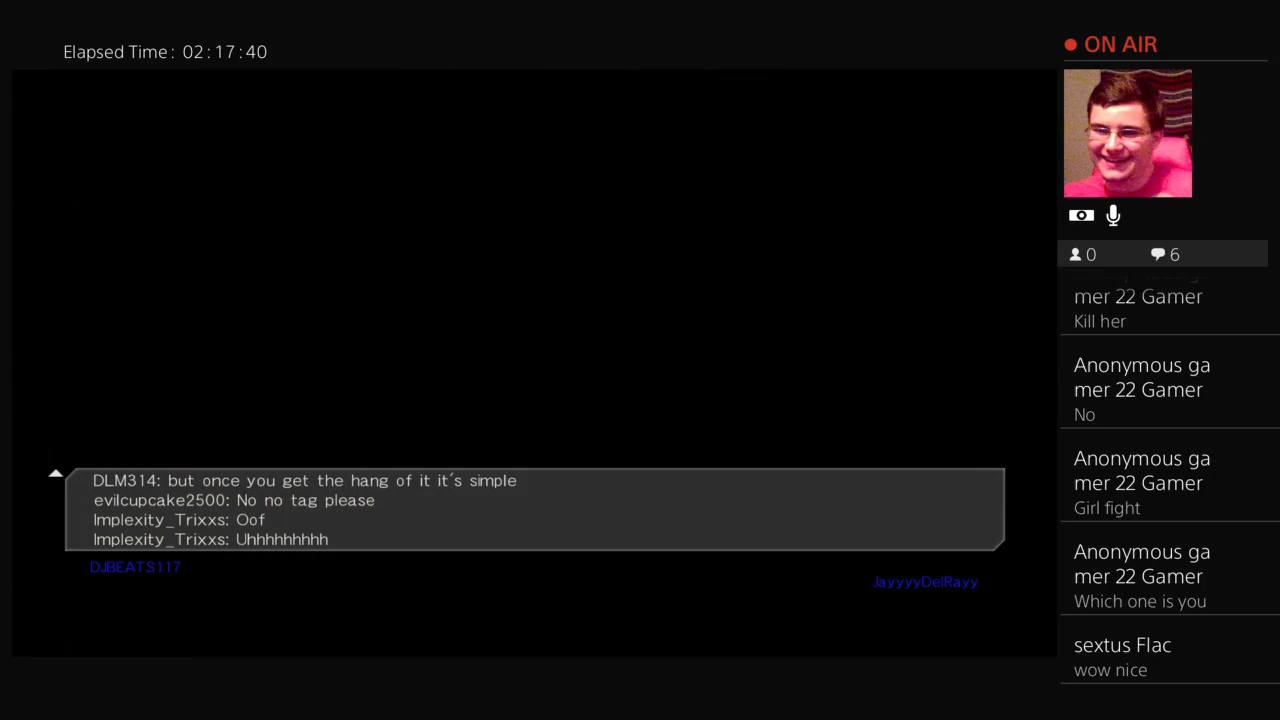 Elapsed Time: 02:17:40
ON AIR
0
6
mer 22 Gamer
Kill her
Anonymous ga
mer 22 Gamer
No
Anonymous ga
mer 22 Gamer
Girl fight
Anonymous ga
mer 22 Gamer
Which one is you
sextus Flac
wow nice
DLM314: but once you get the hang of it it's simple
evilcupcake2500: No no tag please
Implexity_Trixxs: Oof
Implexity_Trixxs: Uhhhhhhhhh
DJBEATS117
JayyyyDelRayy